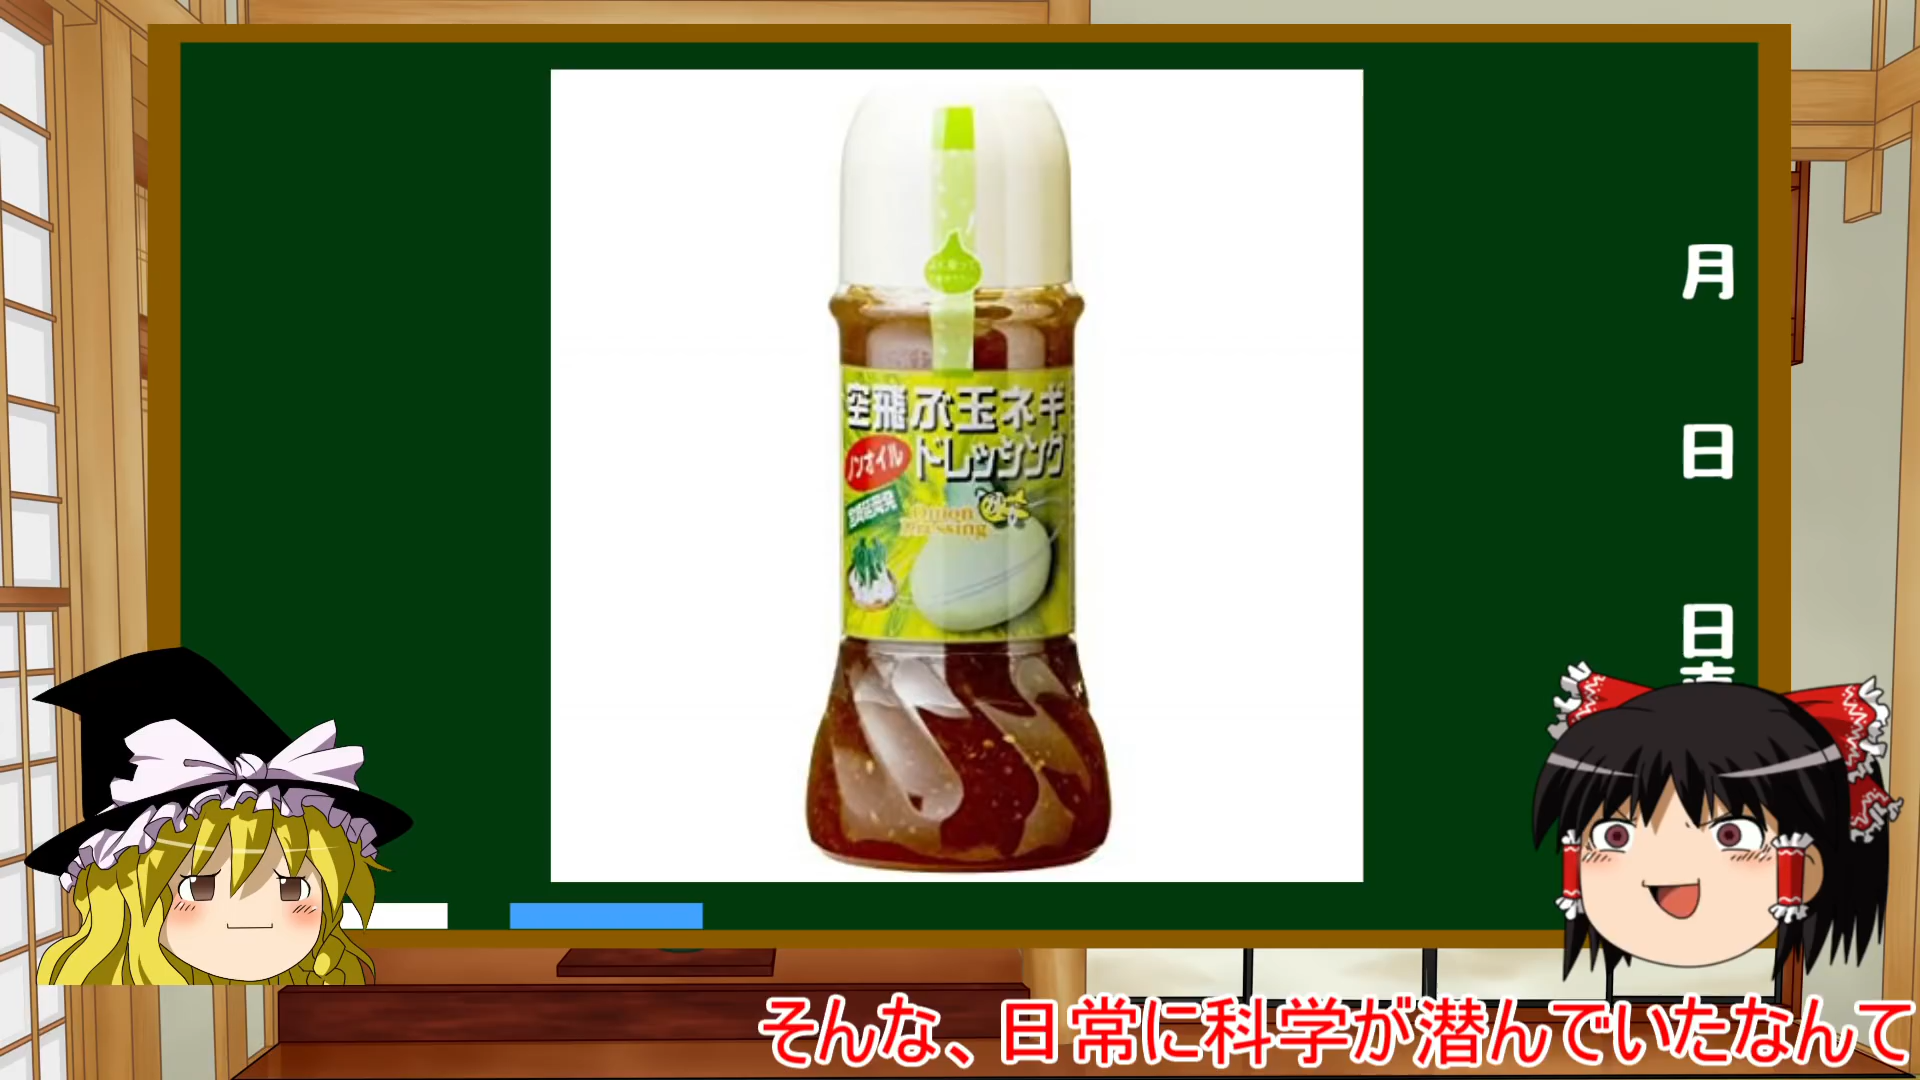 空飛ぶ玉ネギ
ノンオイル
ドレッシング
Onion
Dressing
月
日
日
そんな、日常に科学が潜んでいたなんて